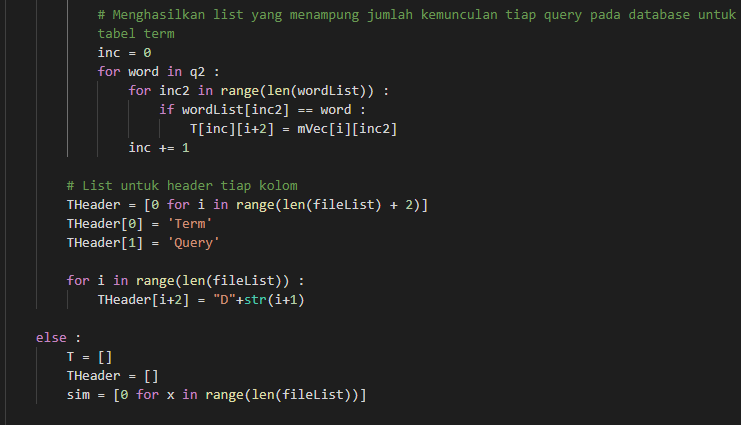 # Menghasilkan list yang menampung jumlah kemunculan tiap query pada database untuk
tabel term
inc = 0
for word in q2 :
for inc2 in range(len(wordList)) :
if wordList[inc2] == word :
T[inc][i+2] = mVec[i][inc2]
inc += 1
# List untuk header tiap kolom
THeader = [0 for i in range(len(fileList) + 2)]
THeader[0] = 'Term'
THeader[1] = 'Query'
for i in range(len(fileList)) :
THeader[i+2] = "D"+str(i+1)
else :
T = []
THeader = []
sim = [0 for x in range(len(fileList))]